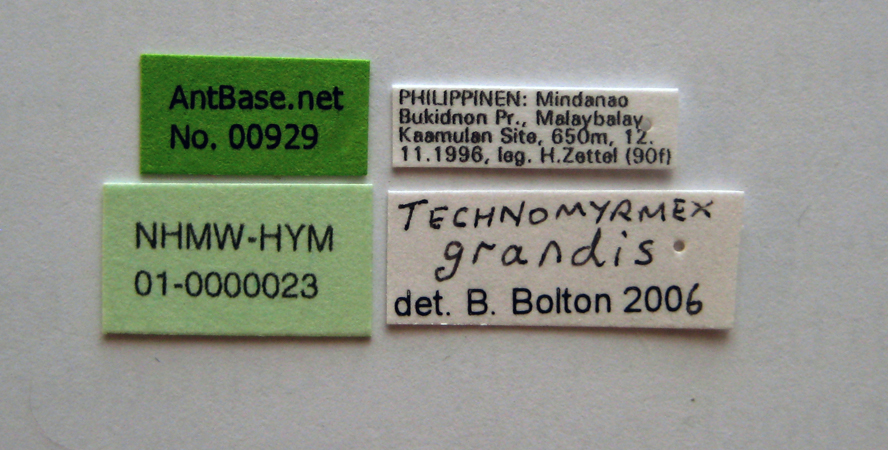 AntBase.net
No. 00929
PHILIPPINEN: Mindanao
Bukidnon Pr., Malaybalay
Kaamulan Site, 650m, 12.
11.1996, leg. H.Zettel (90f)
NHMW-HYM
01-0000023
TECHNOMYRMEX
grandis
det. B. Bolton 2006